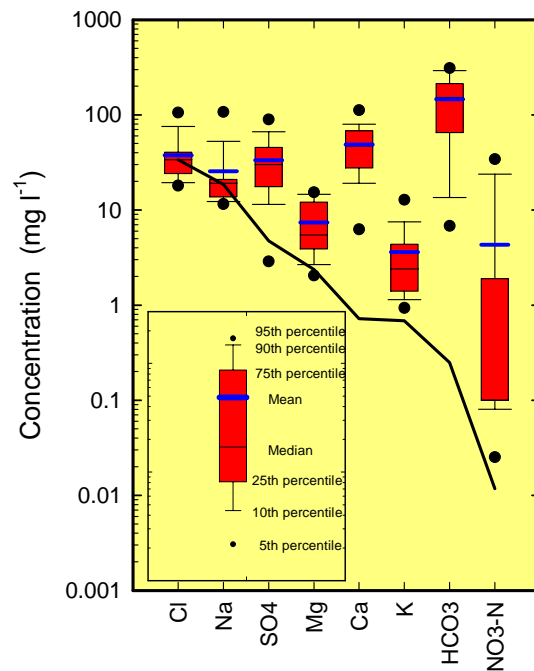 1000
100
10
1
0.1
0.01
0.001
Concentration (mg l-1)
95th percentile
90th percentile
75th percentile
Mean
Median
25th percentile
10th percentile
5th percentile
Cl
Na
SO4
Mg
Ca
K
HCO3
NO3-N